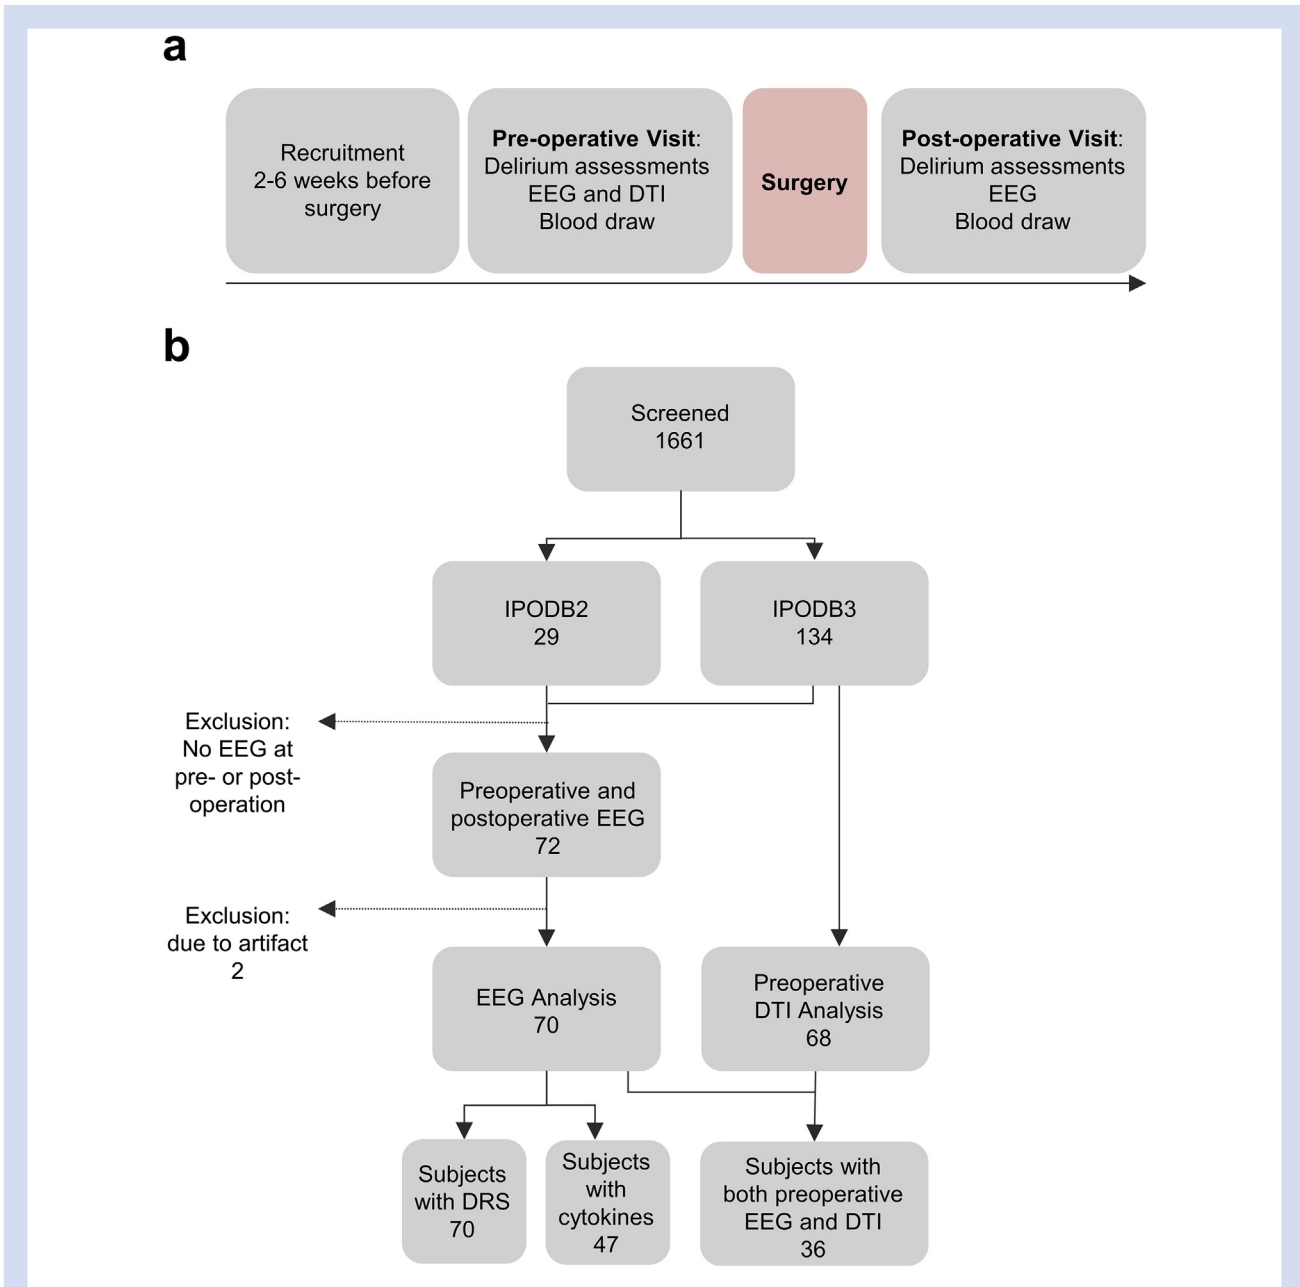 a
Recruitment
2-6 weeks before
surgery
Pre-operative Visit:
Delirium assessments
EEG and DTI
Blood draw
Surgery
Post-operative Visit:
Delirium assessments
EEG
Blood draw
b
Screened
1661
IPODB2
29
IPODB3
134
Exclusion:
No EEG at
pre- or post-
operation
Preoperative and
postoperative EEG
72
Exclusion:
due to artifact
2
EEG Analysis
70
Preoperative
DTI Analysis
68
Subjects
with DRS
70
Subjects
with
cytokines
47
Subjects with
both preoperative
EEG and DTI
36